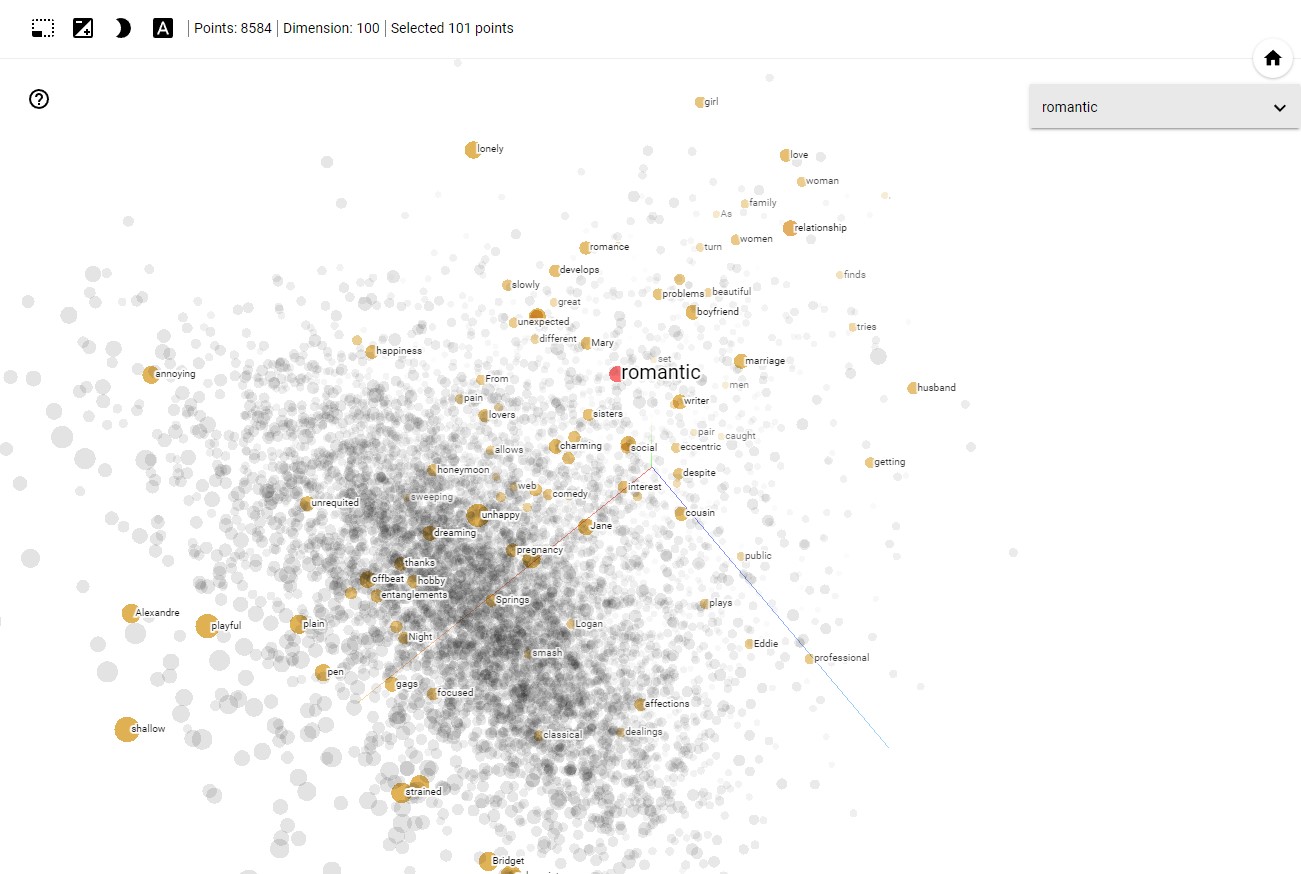 A Points: 8584 Dimension: 100 Selected 101 points
girl
romantic
lonely
love
woman
family
As
relationship
women
romance
turn
develops
finds
slowly
problems beautiful
great
boyfriend
unexpected
tries
different
Mary
happiness
set
marriage
romantic
annoying
From
men
husband
pain
writer
lovers
sisters
pair
caught
charming
social
eccentric
allows
getting
honeymoon
despite
web
interest
sweeping
comedy
unrequited
unhappy
cousin
Jane
dreaming
pregnancy
public
thanks
offbeat
hobby
entanglements
Springs
plays
Alexandre
playful
plain
Logan
Night
Eddie
smash
professional
pen
gags
focused
affections
shallow
classical
dealings
strained
Bridget